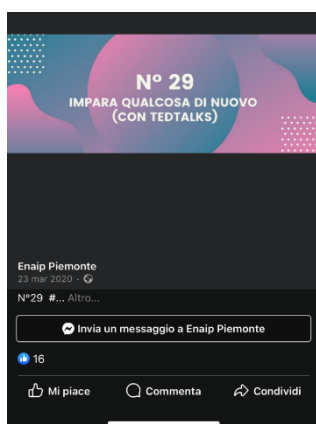 Nº 29
IMPARA QUALCOSA DI NUOVO
(CON TEDTALKS)
Enaip Piemonte
23 mar 2020 ·
N°29 #... Altro...
Invia un messaggio a Enaip Piemonte
16
Mi piace
Commenta
Condividi